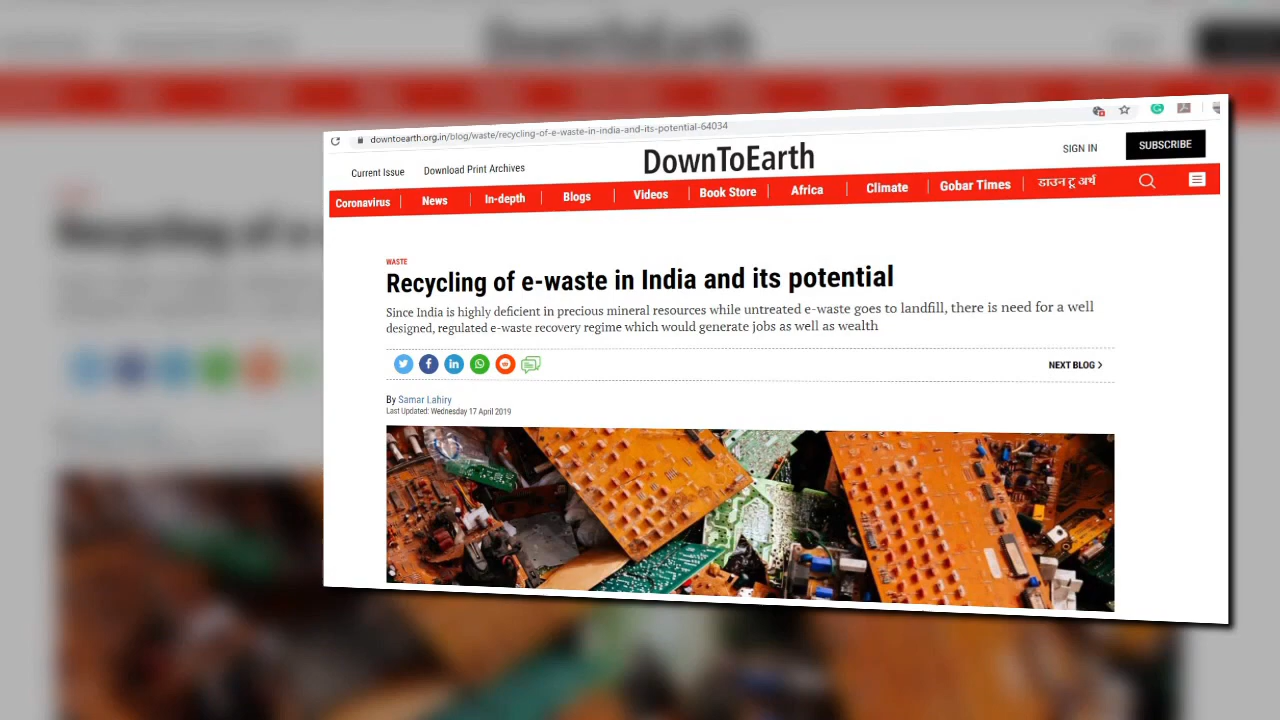 downtoearth.org.in/blog/waste/recycling-of-e-waste-in-india-and-its-potential-64034
Current Issue
Download Print Archives
DownToEarth
SIGN IN
SUBSCRIBE
Coronavirus
News
In-depth
Blogs
Videos
Book Store
Africa
Climate
Gobar Times
डाउन टू अर्थ
WASTE
Recycling of e-waste in India and its potential
Since India is highly deficient in precious mineral resources while untreated e-waste goes to landfill, there is need for a well
designed, regulated e-waste recovery regime which would generate jobs as well as wealth
NEXT BLOG
By Samar Lahiry
Last Updated: Wednesday 17 April 2019